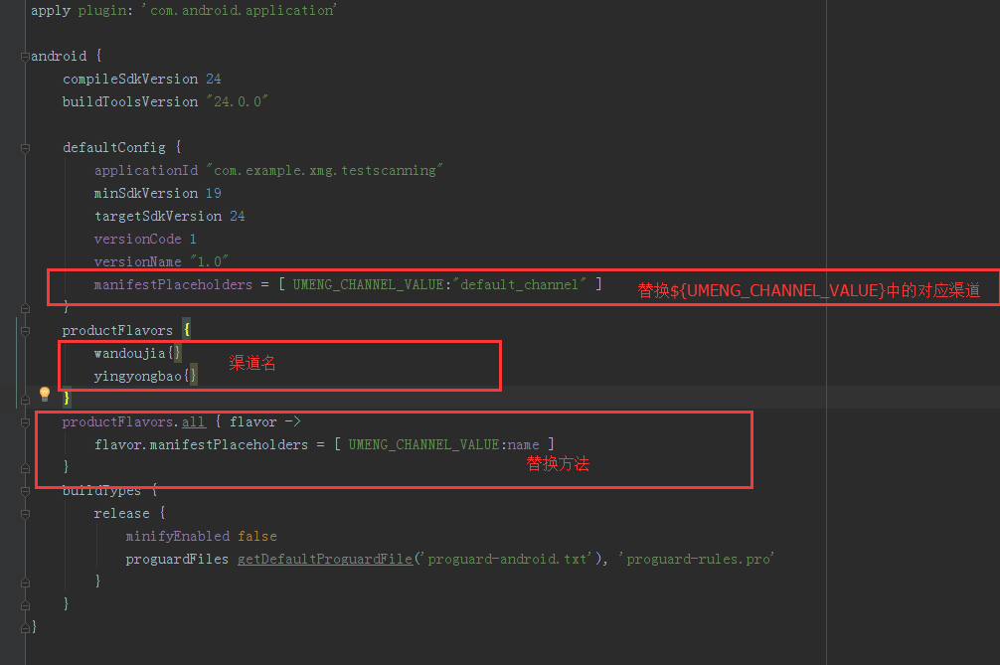 apply plugin: 'com.android.application'
android {
compileSdkVersion 24
buildToolsVersion "24.0.0"
defaultConfig {
applicationId "com.example.xmg.testscanning"
minSdkVersion 19
targetSdkVersion 24
versionCode 1
versionName "1.0"
manifestPlaceholders = [ UMENG_CHANNEL_VALUE:"default_channel" ] 替换${UMENG_CHANNEL_VALUE}中的对应渠道
}
productFlavors {
wandoujia{} 渠道名
yingyongbao{}
}
productFlavors.all { flavor ->
flavor.manifestPlaceholders = [ UMENG_CHANNEL_VALUE:name ]
} 替换方法
buildTypes {
release {
minifyEnabled false
proguardFiles getDefaultProguardFile('proguard-android.txt'), 'proguard-rules.pro'
}
}
}